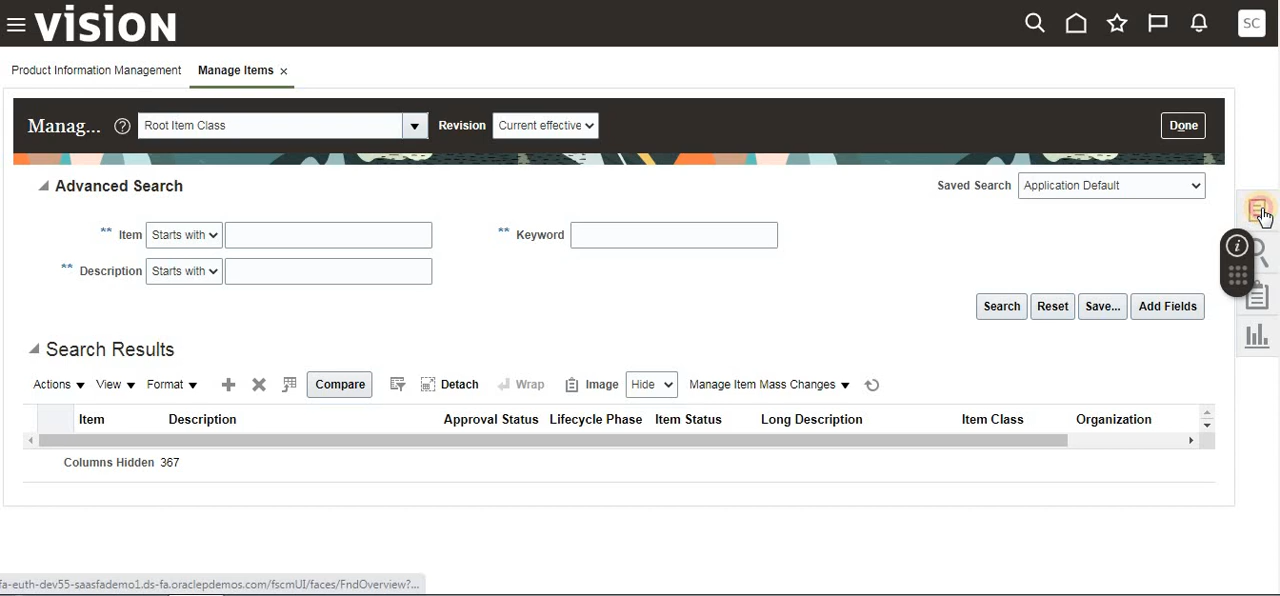 vision
SC
Product Information Management Manage Items ×
Manag... ? Root Item Class Revision Current effective Done
Advanced Search Saved Search Application Default
** Item Starts with ** Keyword
** Description Starts with
Search Reset Save... Add Fields
Search Results
Actions View Format Compare Detach Wrap Image Hide Manage Item Mass Changes
Item Description Approval Status Lifecycle Phase Item Status Long Description Item Class Organization
Columns Hidden 367
fa-euth-dev55-saasfademo1.ds-fa.oraclepdemos.com/fscmUI/faces/FndOverview?...